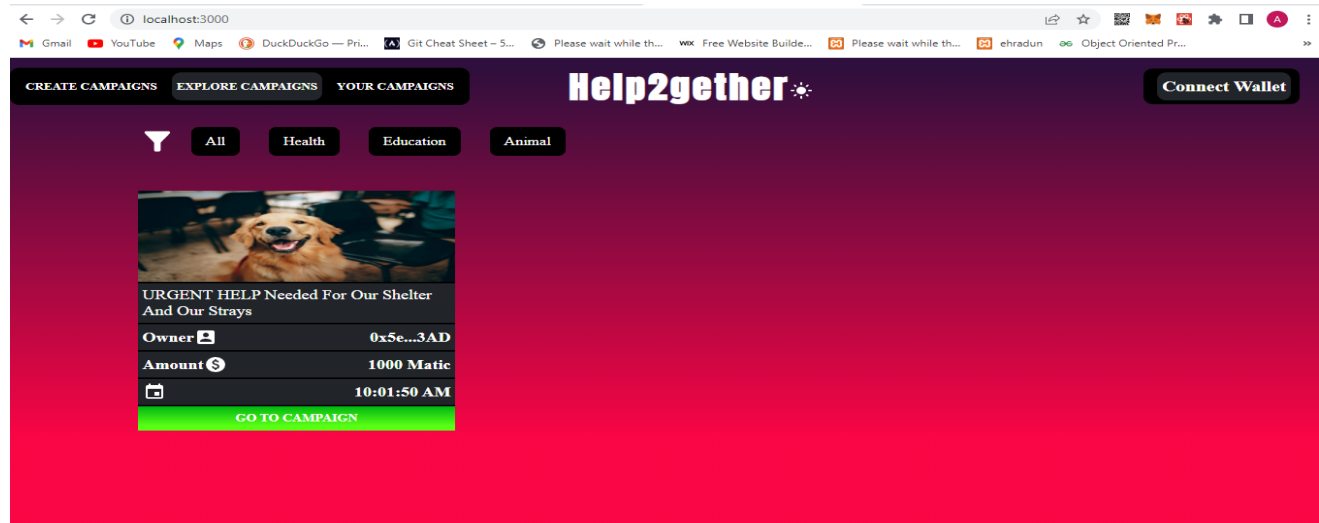 localhost:3000
Gmail YouTube Maps DuckDuckGo — Pri... Git Cheat Sheet – 5... Please wait while th... WIX Free Website Builde... Please wait while th... ehradun Object Oriented Pr... »
CREATE CAMPAIGNS EXPLORE CAMPAIGNS YOUR CAMPAIGNS Help2gether Connect Wallet
All Health Education Animal
URGENT HELP Needed For Our Shelter
And Our Strays
Owner 0x5e...3AD
Amount 1000 Matic
10:01:50 AM
GO TO CAMPAIGN